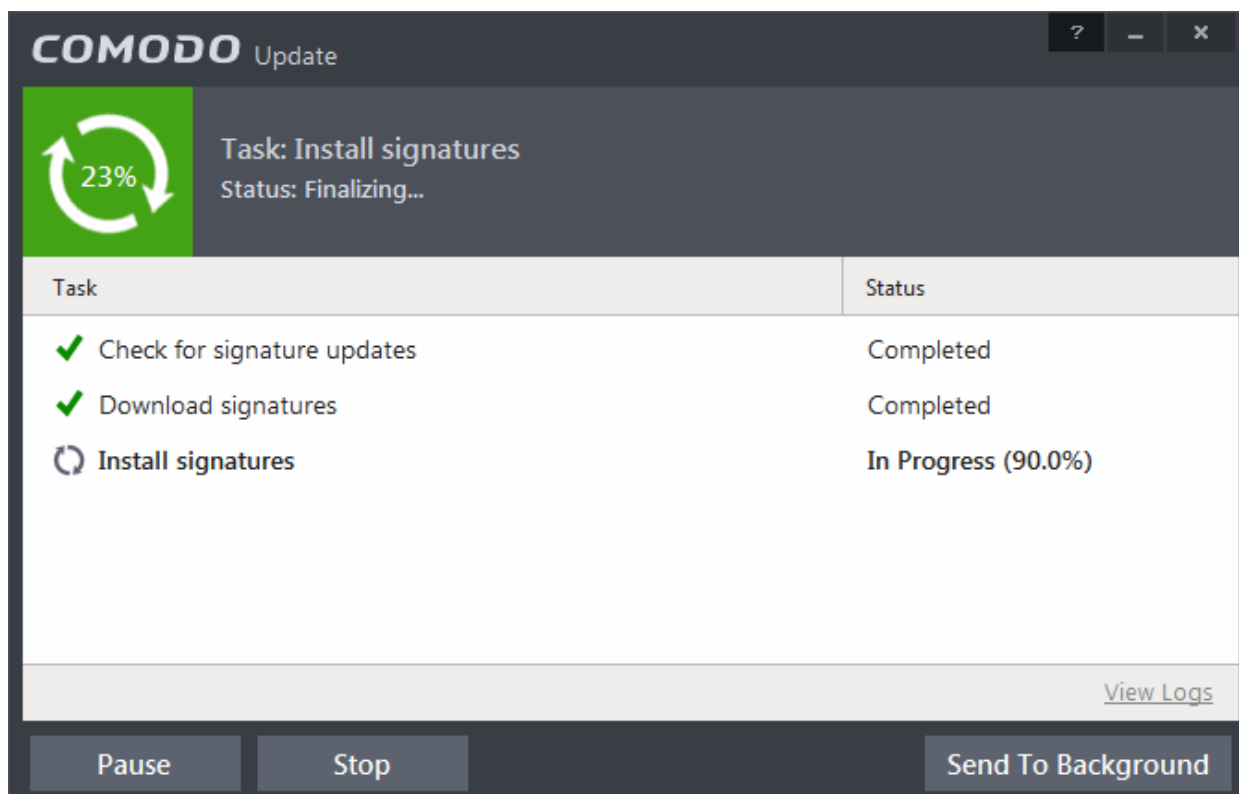 COMODO Update
?
23%
Task: Install signatures
Status: Finalizing...
Task Status
Check for signature updates Completed
Download signatures Completed
Install signatures In Progress (90.0%)
View Logs
Pause Stop Send To Background